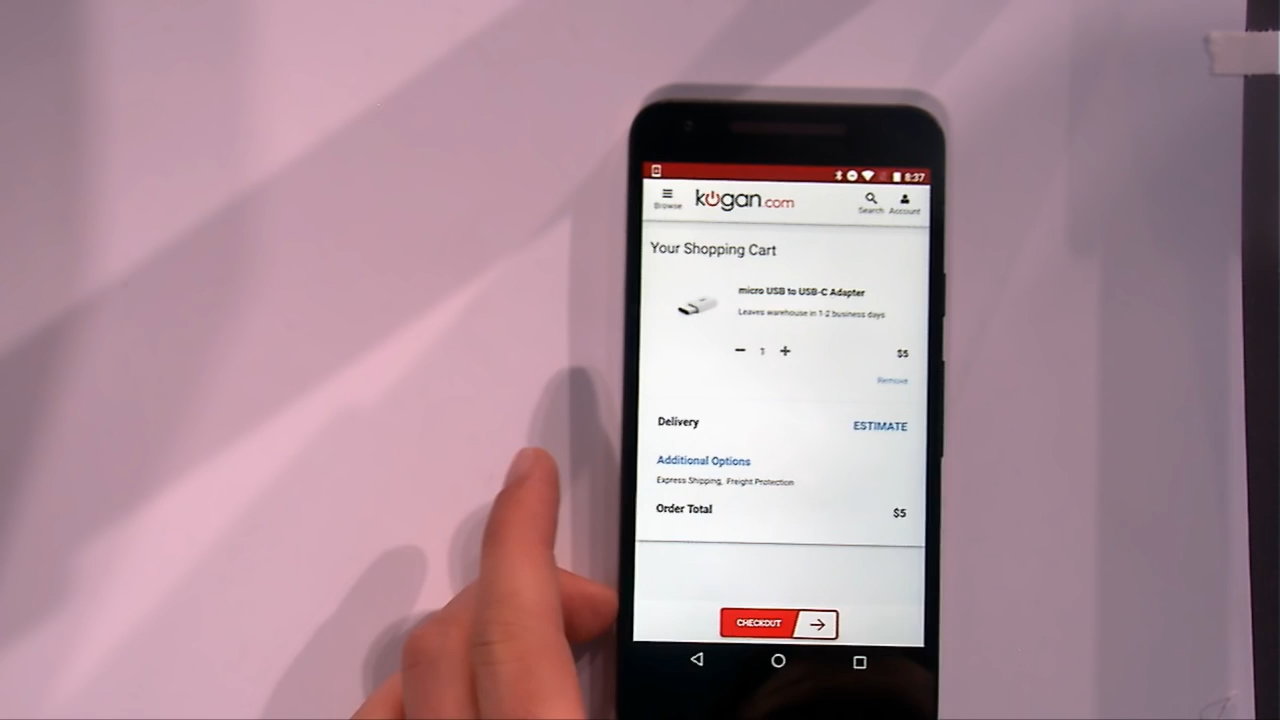 8:37
Browse
kogan.com
Search Account
Your Shopping Cart
micro USB to USB-C Adapter
Leaves warehouse in 1-2 business days
− 1 +
$5
Remove
Delivery
ESTIMATE
Additional Options
Express Shipping, Freight Protection
Order Total
$5
CHECKOUT